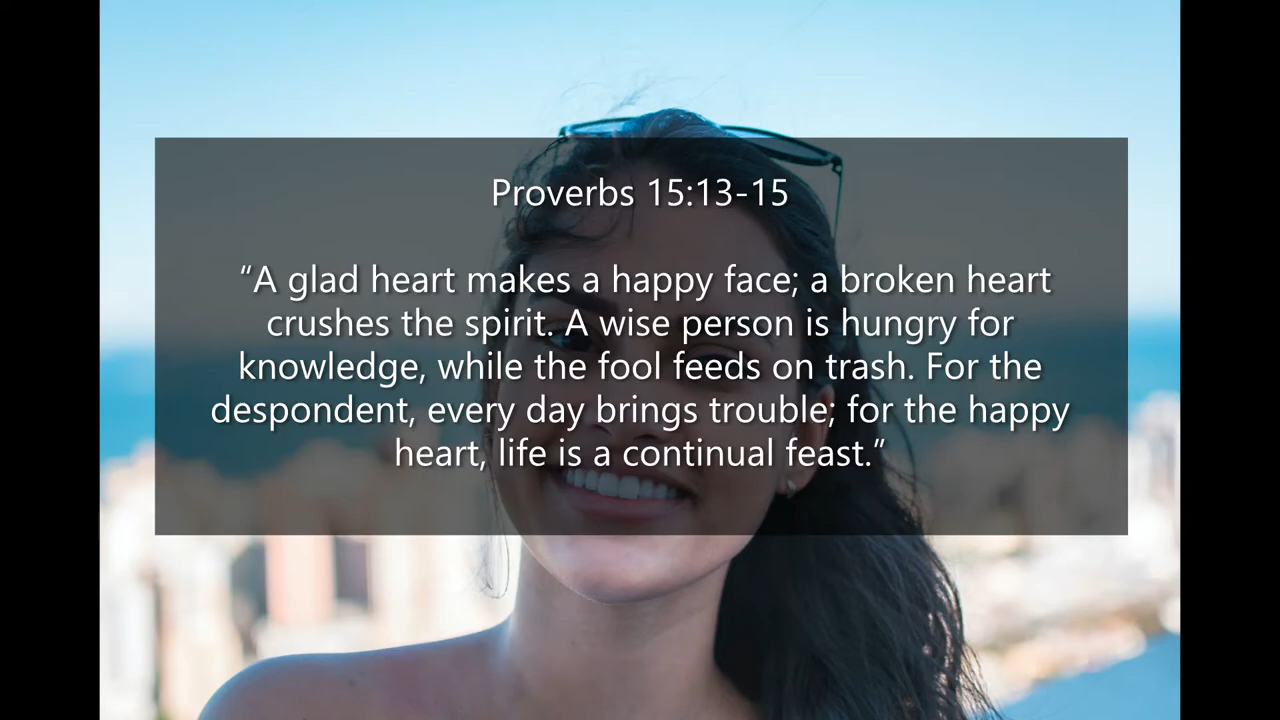 Proverbs 15:13-15
“A glad heart makes a happy face; a broken heart
crushes the spirit. A wise person is hungry for
knowledge, while the fool feeds on trash. For the
despondent, every day brings trouble; for the happy
heart, life is a continual feast.”